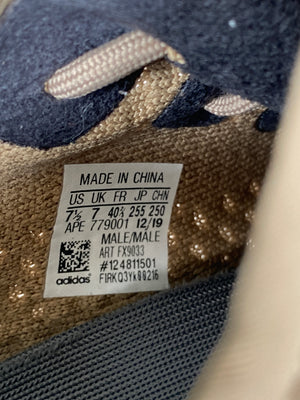 MADE IN CHINA
US UK FR JP CHN
7½ 7 40⅔ 255 250
APE 779001 12/19
MALE/MALE
ART FX9033
#124811501
adidas F1RKQ3Yk00216